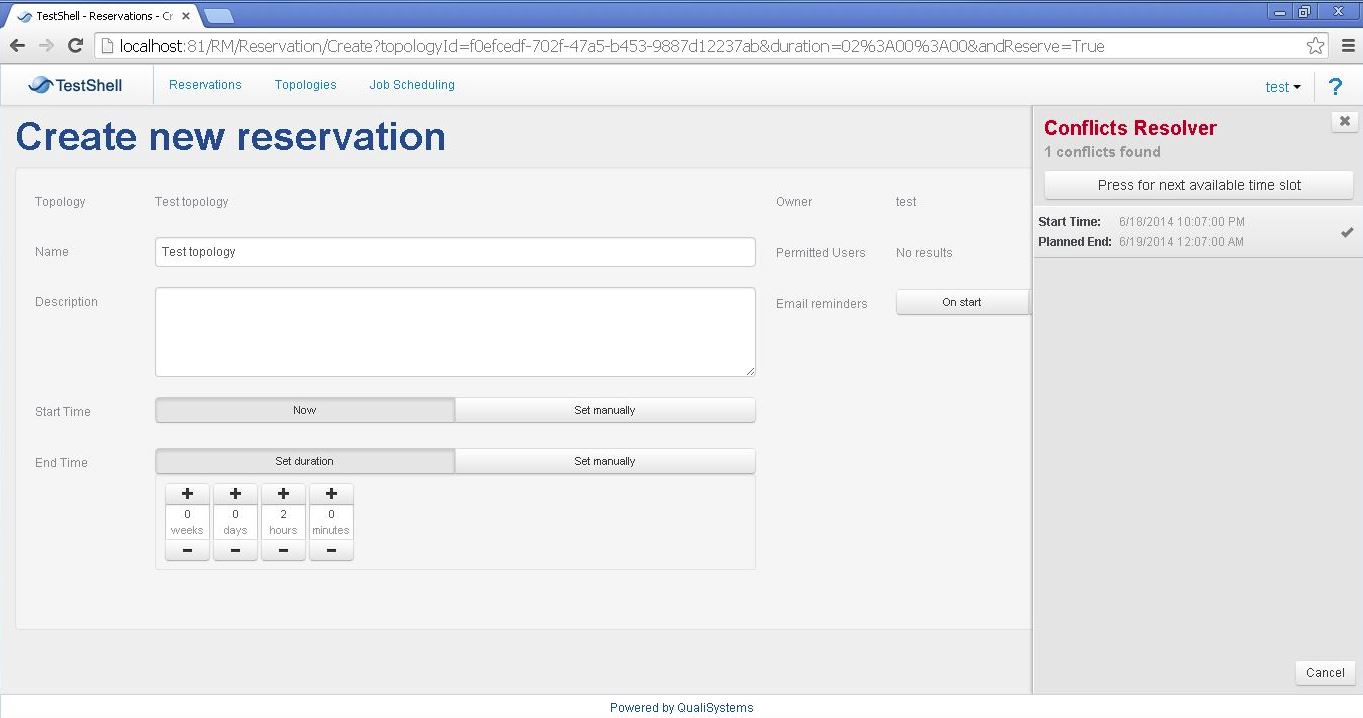 TestShell - Reservations - Cr
localhost:81/RM/Reservation/Create?topologyId=f0efcedf-702f-47a5-b453-9887d12237ab&duration=02%3A00%3A00&andReserve=True
TestShell Reservations Topologies Job Scheduling test ?
Create new reservation
Topology Test topology
Name Test topology
Description
Start Time Now Set manually
End Time Set duration Set manually
0 0 2 0
weeks days hours minutes
Owner test
Permitted Users No results
Email reminders On start
Conflicts Resolver
1 conflicts found
Press for next available time slot
Start Time: 6/18/2014 10:07:00 PM
Planned End: 6/19/2014 12:07:00 AM
Cancel
Powered by QualiSystems